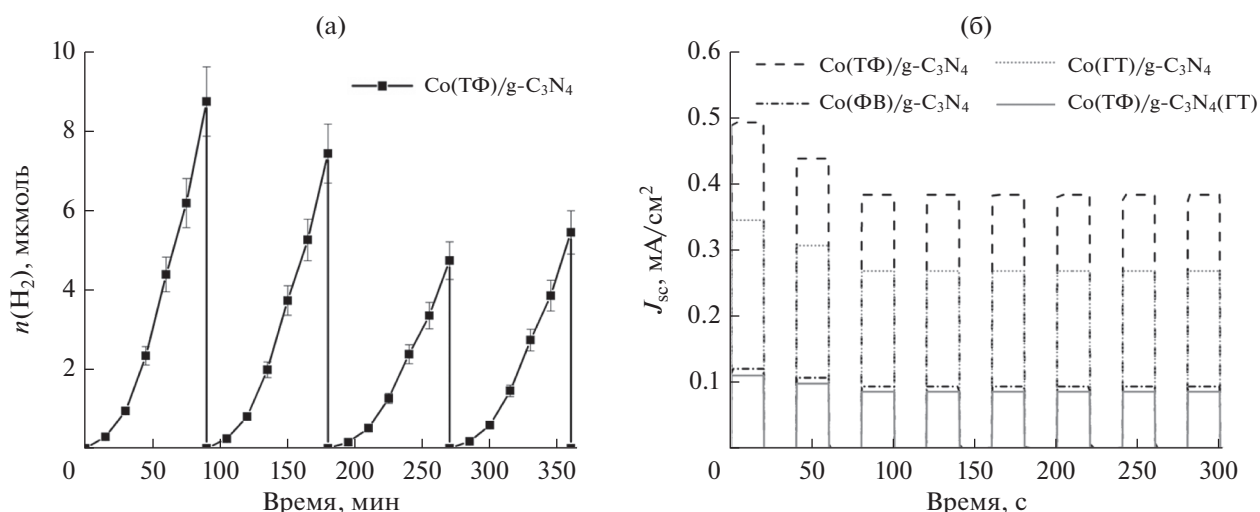 (а)
n(H₂), мкмоль
10
8
6
4
2
0
50
100
150
200
250
300
350
Время, мин
Co(ТФ)/g-C₃N₄
(б)
J_sc, мА/см²
0.6
0.5
0.4
0.3
0.2
0.1
0
50
100
150
200
250
300
Время, с
Co(ТФ)/g-C₃N₄
Co(ГТ)/g-C₃N₄
Co(ФВ)/g-C₃N₄
Co(ТФ)/g-C₃N₄(ГТ)